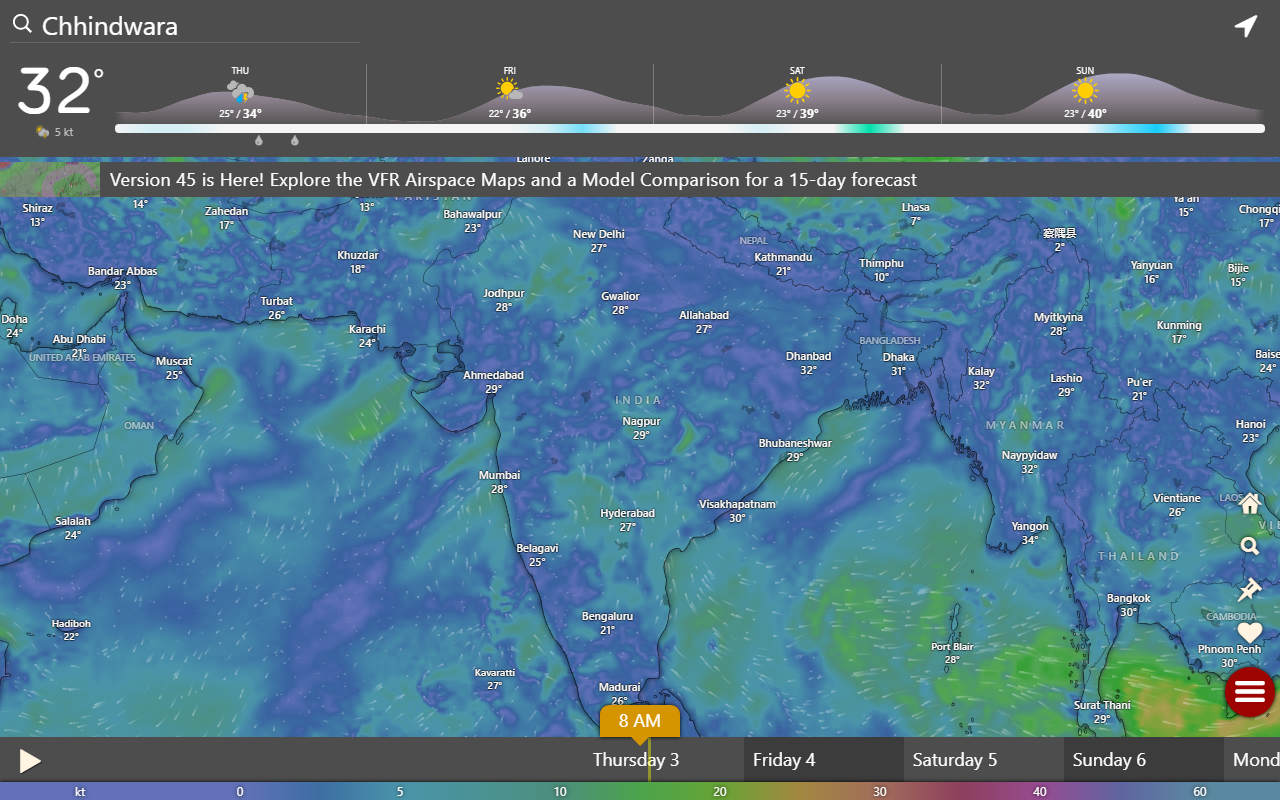 Chhindwara
32°
5 kt
THU
25° / 34°
FRI
22° / 36°
SAT
23° / 39°
SUN
23° / 40°
Lahore
Zanda
Version 45 is Here! Explore the VFR Airspace Maps and a Model Comparison for a 15-day forecast
PAKISTAN
Shiraz
13°
14°
Zahedan
17°
13°
Bahawalpur
23°
New Delhi
27°
Lhasa
7°
Ya'an
15°
Chongqi
17°
Bandar Abbas
23°
Khuzdar
18°
NEPAL
Kathmandu
21°
Thimphu
10°
察隅县
2°
Yanyuan
16°
Bijie
15°
Turbat
26°
Jodhpur
28°
Gwalior
28°
Allahabad
27°
Doha
24°
Abu Dhabi
21°
UNITED ARAB EMIRATES
Muscat
25°
Karachi
24°
Ahmedabad
29°
Dhanbad
32°
BANGLADESH
Dhaka
31°
Myitkyina
28°
Kunming
17°
Baise
24°
Kalay
32°
Lashio
29°
Pu'er
21°
OMAN
INDIA
Nagpur
29°
MYANMAR
Hanoi
23°
Bhubaneshwar
29°
Naypyidaw
32°
Mumbai
28°
Visakhapatnam
30°
Vientiane
26°
LAOS
Salalah
24°
Hyderabad
27°
Yangon
34°
VIE
Belagavi
25°
THAILAND
Bangkok
30°
CAMBODIA
Hadiboh
22°
Bengaluru
21°
Port Blair
28°
Phnom Penh
30°
Kavaratti
27°
Madurai
26°
Surat Thani
29°
8 AM
Thursday 3
Friday 4
Saturday 5
Sunday 6
Mond
kt
0
5
10
20
30
40
60